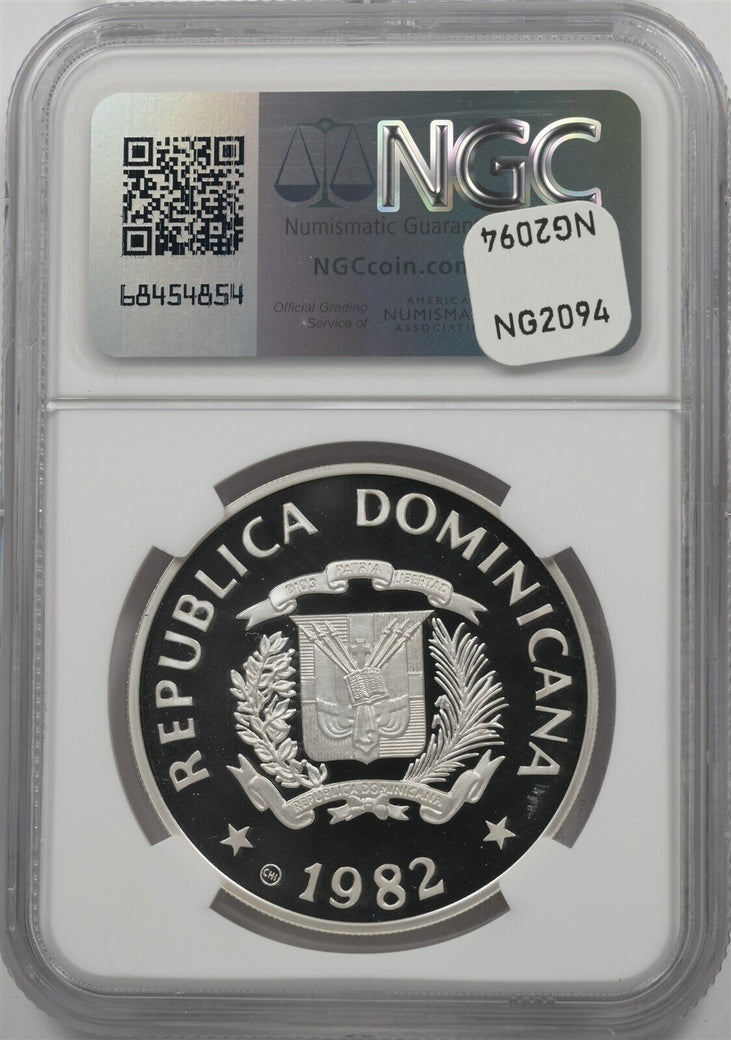 NGC
Numismatic Guaran
NGCcoin.com
68454854
Official Grading
Service of
AMERICA
NUMISMA
ASSOCIATI
NG2094
NG2094
REPUBLICA DOMINICANA
DIOS PATRIA LIBERTAD
REPUBLICA DOMINICANA
CHI
1982